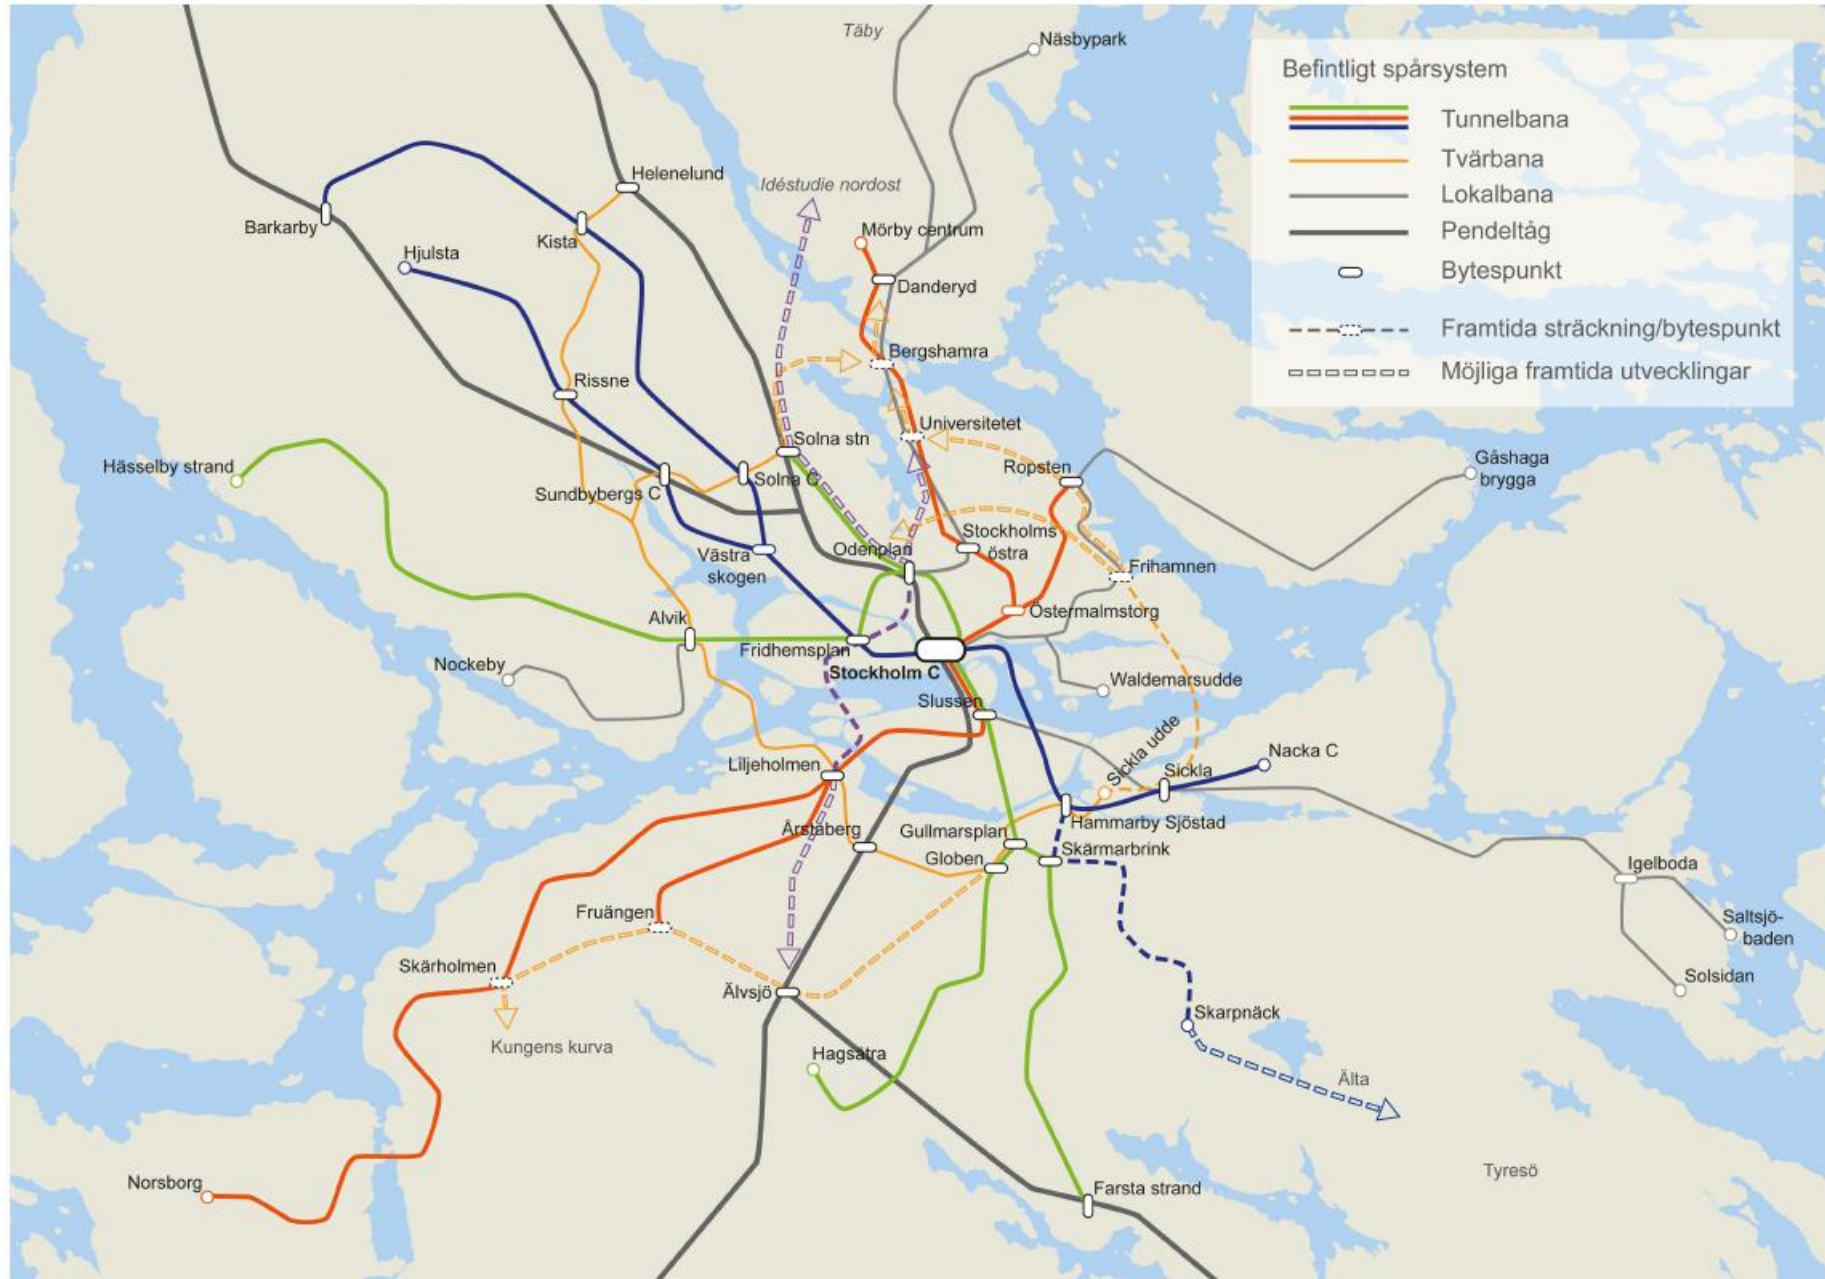 Täby
Näsbypark
Befintligt spårsystem
Tunnelbana
Tvärbana
Lokalbana
Pendeltåg
Bytespunkt
Framtida sträckning/bytespunkt
Möjliga framtida utvecklingar
Helenelund
Idéstudie nordost
Barkarby
Kista
Mörby centrum
Hjulsta
Danderyd
Bergshamra
Rissne
Universitetet
Solna stn
Hässelby strand
Ropsten
Gåshaga
brygga
Sundbybergs C
Solna C
Stockholms
östra
Odenplan
Västra
skogen
Frihamnen
Östermalmstorg
Alvik
Fridhemsplan
Nockeby
Stockholm C
Waldemarsudde
Slussen
Sickla udde
Nacka C
Liljeholmen
Sickla
Årstaberg
Gullmarsplan
Hammarby Sjöstad
Globen
Skärmarbrink
Igelboda
Fruängen
Saltsjö-
baden
Skärholmen
Älvsjö
Solsidan
Skarpnäck
Kungens kurva
Hagsätra
Älta
Tyresö
Norsborg
Farsta strand